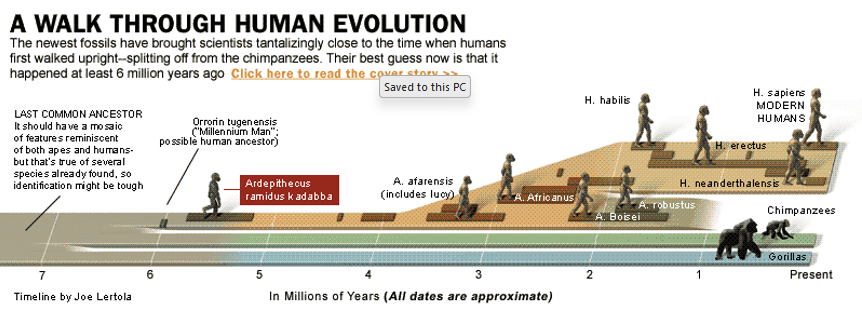 A WALK THROUGH HUMAN EVOLUTION
The newest fossils have brought scientists tantalizingly close to the time when humans
first walked upright--splitting off from the chimpanzees. Their best guess now is that it
happened at least 6 million years ago Click here to read the cover story >>
Saved to this PC
LAST COMMON ANCESTOR
It should have a mosaic
of features reminiscent
of both apes and humans-
but that's true of several
species already found, so
identification might be tough
Orrorin tugenensis
("Millennium Man";
possible human ancestor)
Ardepithecus
ramidus kadabba
A. afarensis
(includes lucy)
A. Africanus
H. habilis
H. sapiens
MODERN
HUMANS
H. erectus
H. neanderthalensis
A. robustus
A. Boisei
Chimpanzees
Gorillas
7 6 5 4 3 2 1 Present
Timeline by Joe Lertola
In Millions of Years (All dates are approximate)